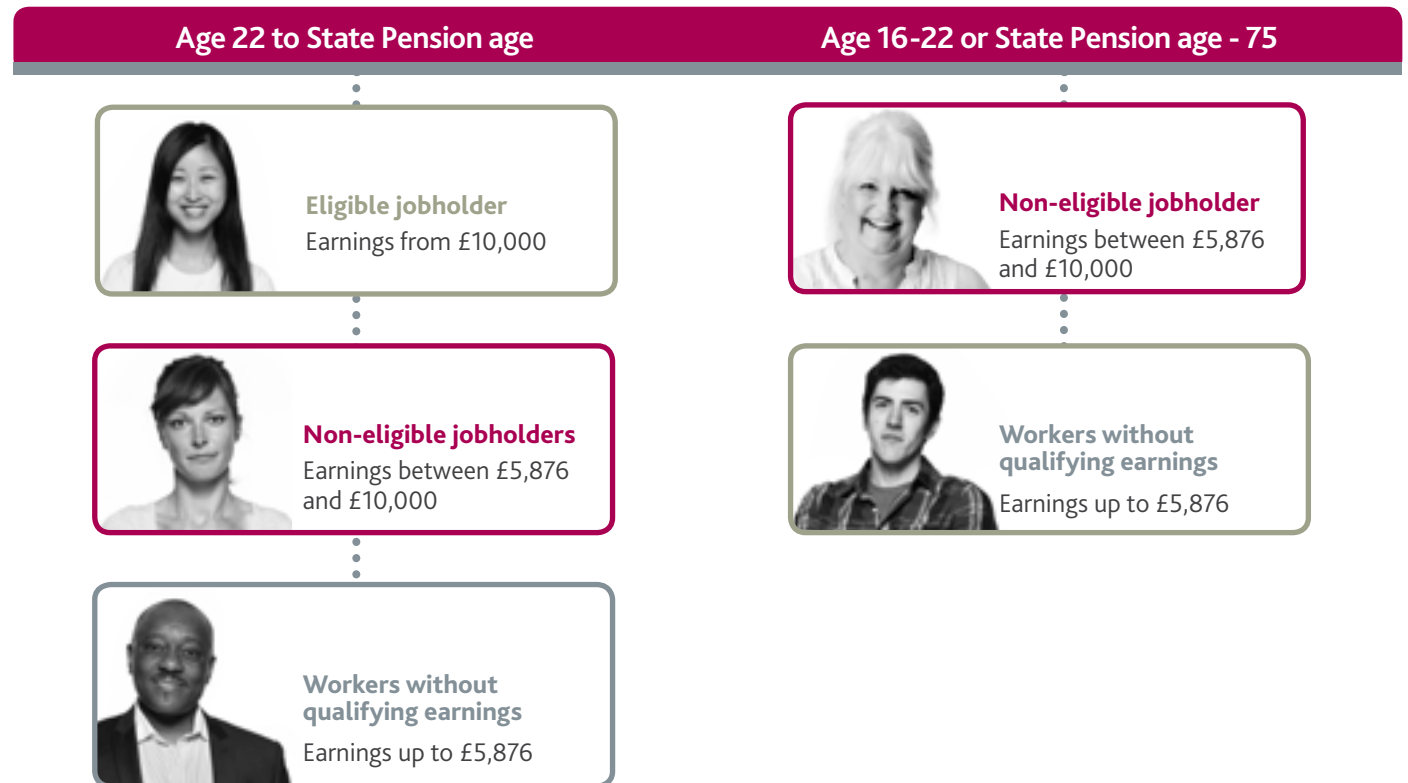 Age 22 to State Pension age
Eligible jobholder
Earnings from £10,000
Non-eligible jobholders
Earnings between £5,876
and £10,000
Workers without
qualifying earnings
Earnings up to £5,876
Age 16-22 or State Pension age - 75
Non-eligible jobholder
Earnings between £5,876
and £10,000
Workers without
qualifying earnings
Earnings up to £5,876